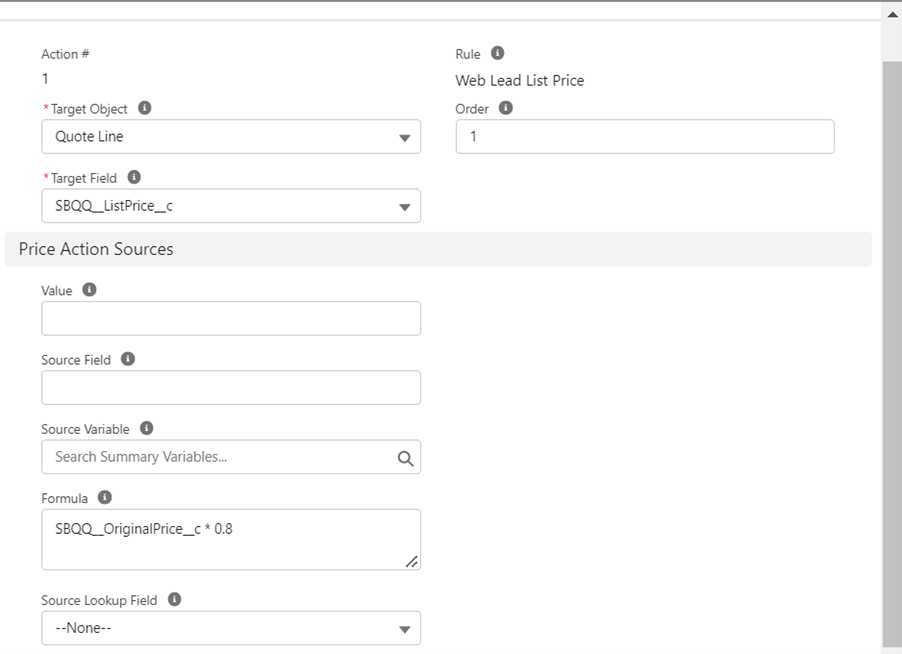 Action #
1
Rule
Web Lead List Price
* Target Object
Quote Line
Order
1
* Target Field
SBQQ__ListPrice__c
Price Action Sources
Value
Source Field
Source Variable
Search Summary Variables...
Formula
SBQQ__OriginalPrice__c * 0.8
Source Lookup Field
--None--